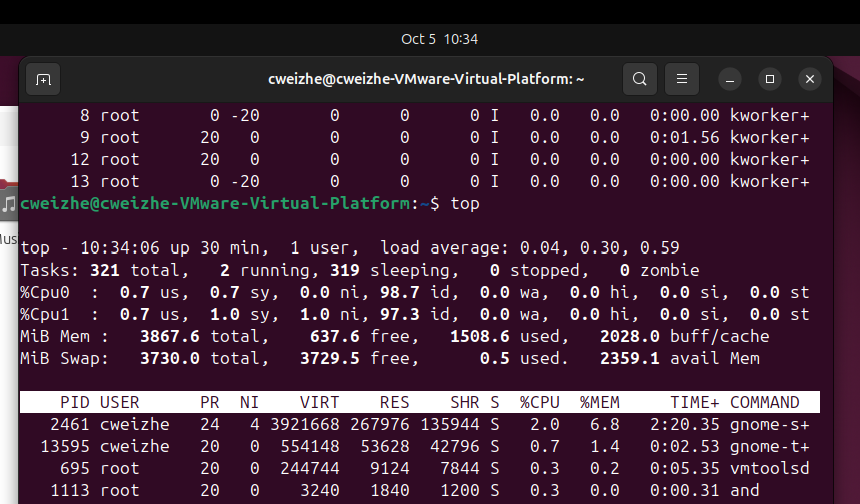 Oct 5 10:34
cweizhe@cweizhe-VMware-Virtual-Platform: ~
8 root 0 -20 0 0 0 I 0.0 0.0 0:00.00 kworker+
9 root 20 0 0 0 0 I 0.0 0.0 0:01.56 kworker+
12 root 20 0 0 0 0 I 0.0 0.0 0:00.00 kworker+
13 root 0 -20 0 0 0 I 0.0 0.0 0:00.00 kworker+
cweizhe@cweizhe-VMware-Virtual-Platform:~$ top
top - 10:34:06 up 30 min, 1 user, load average: 0.04, 0.30, 0.59
Tasks: 321 total, 2 running, 319 sleeping, 0 stopped, 0 zombie
%Cpu0 : 0.7 us, 0.7 sy, 0.0 ni, 98.7 id, 0.0 wa, 0.0 hi, 0.0 si, 0.0 st
%Cpu1 : 0.7 us, 1.0 sy, 1.0 ni, 97.3 id, 0.0 wa, 0.0 hi, 0.0 si, 0.0 st
MiB Mem : 3867.6 total, 637.6 free, 1508.6 used, 2028.0 buff/cache
MiB Swap: 3730.0 total, 3729.5 free, 0.5 used. 2359.1 avail Mem
PID USER PR NI VIRT RES SHR S %CPU %MEM TIME+ COMMAND
2461 cweizhe 24 4 3921668 267976 135944 S 2.0 6.8 2:20.35 gnome-s+
13595 cweizhe 20 0 554148 53628 42796 S 0.7 1.4 0:02.53 gnome-t+
695 root 20 0 244744 9124 7844 S 0.3 0.2 0:05.35 vmtoolsd
1113 root 20 0 3240 1840 1200 S 0.3 0.0 0:00.31 and